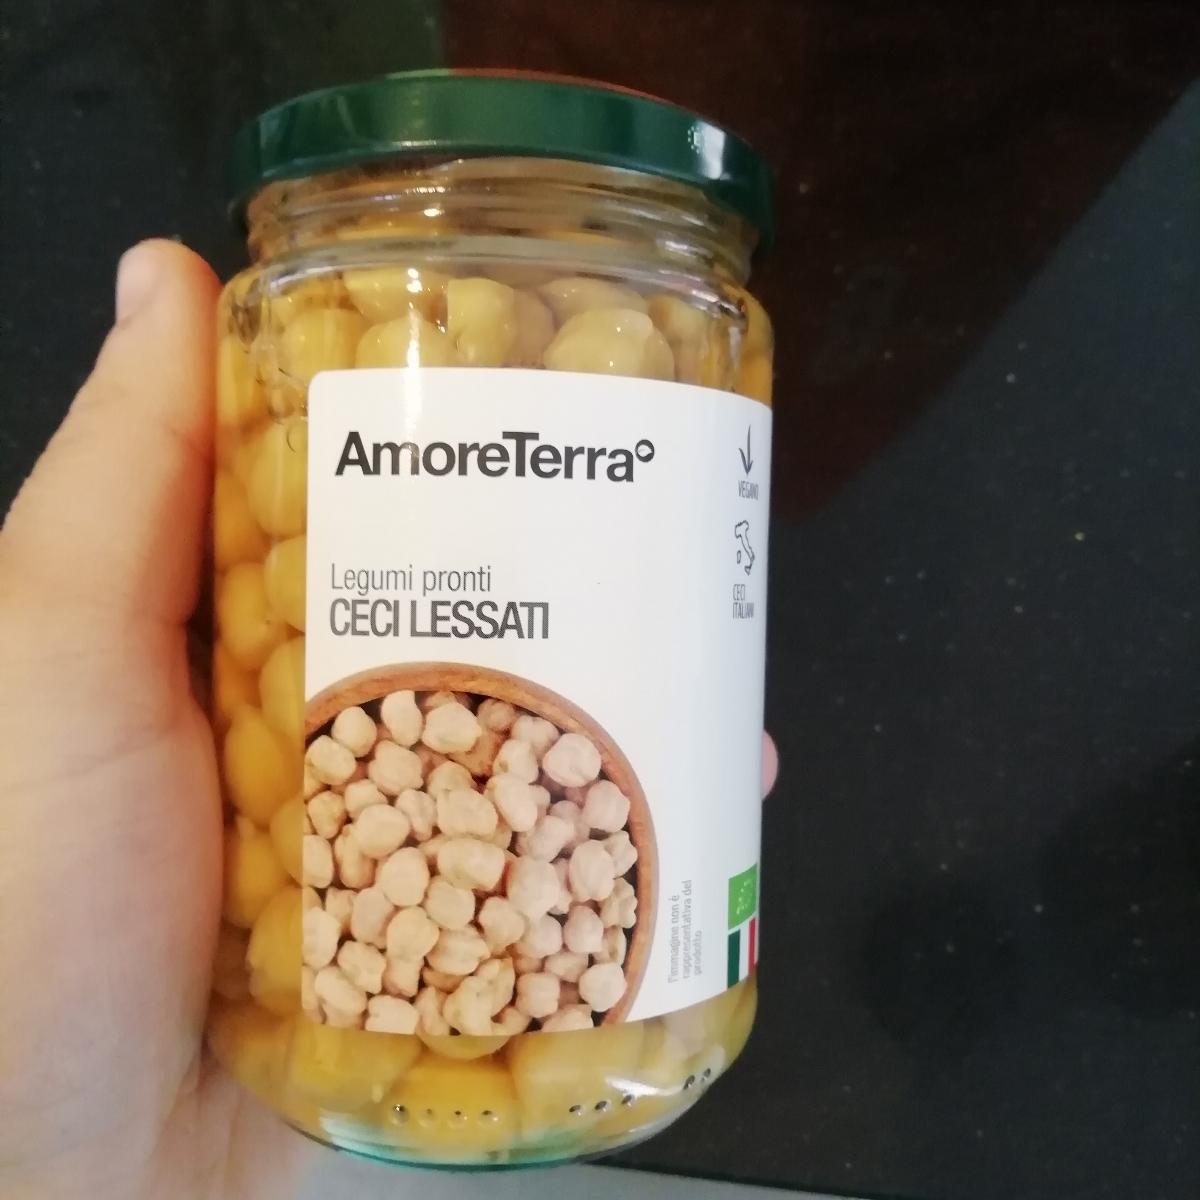 AmoreTerra
VEGANO
CECI
ITALIANI
Legumi pronti
CECI LESSATI
l'immagine non è
rappresentativa del
prodotto